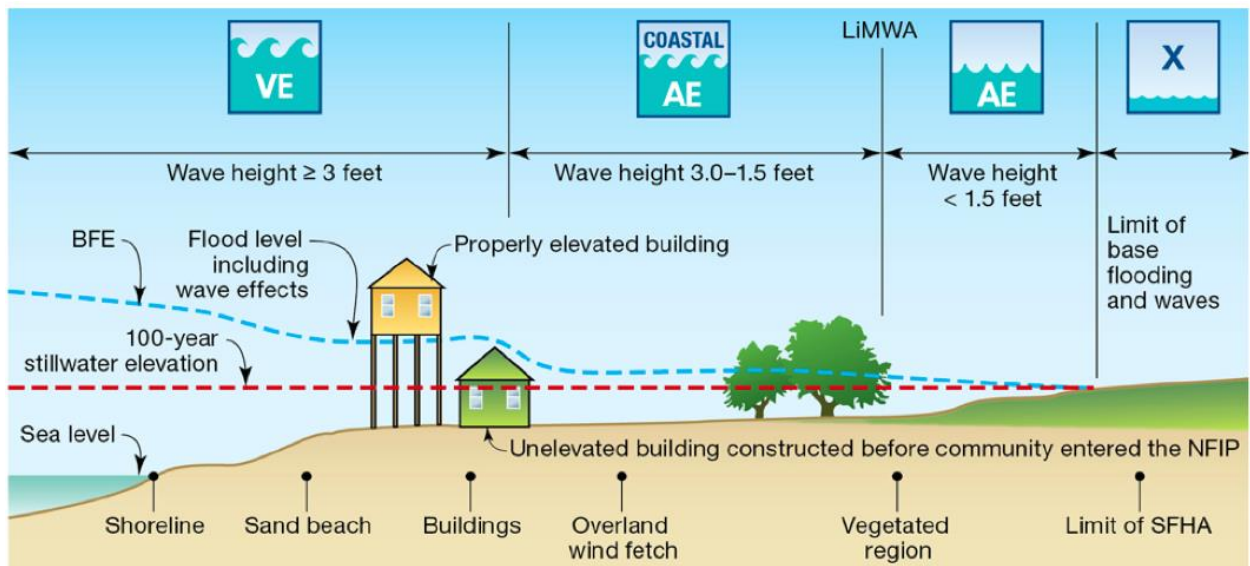 VE
COASTAL
AE
LiMWA
AE
X
Wave height ≥ 3 feet
Wave height 3.0–1.5 feet
Wave height
< 1.5 feet
BFE
Flood level
including
wave effects
Properly elevated building
Limit of
base
flooding
and waves
100-year
stillwater elevation
Sea level
Unelevated building constructed before community entered the NFIP
Shoreline
Sand beach
Buildings
Overland
wind fetch
Vegetated
region
Limit of SFHA